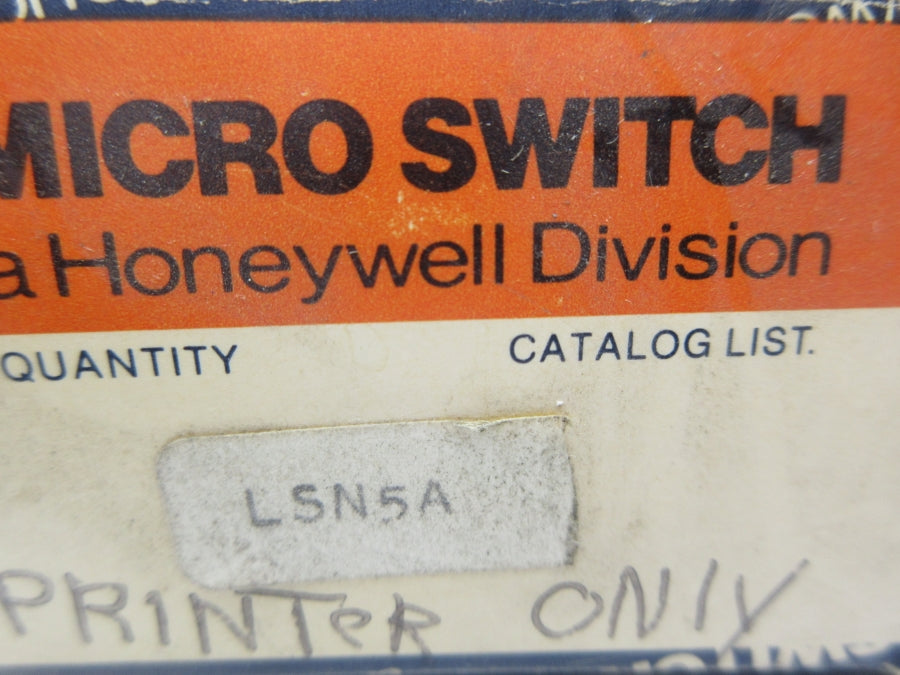 MICRO SWITCH
a Honeywell Division
QUANTITY CATALOG LIST.
LSN5A
PRINTER ONLY